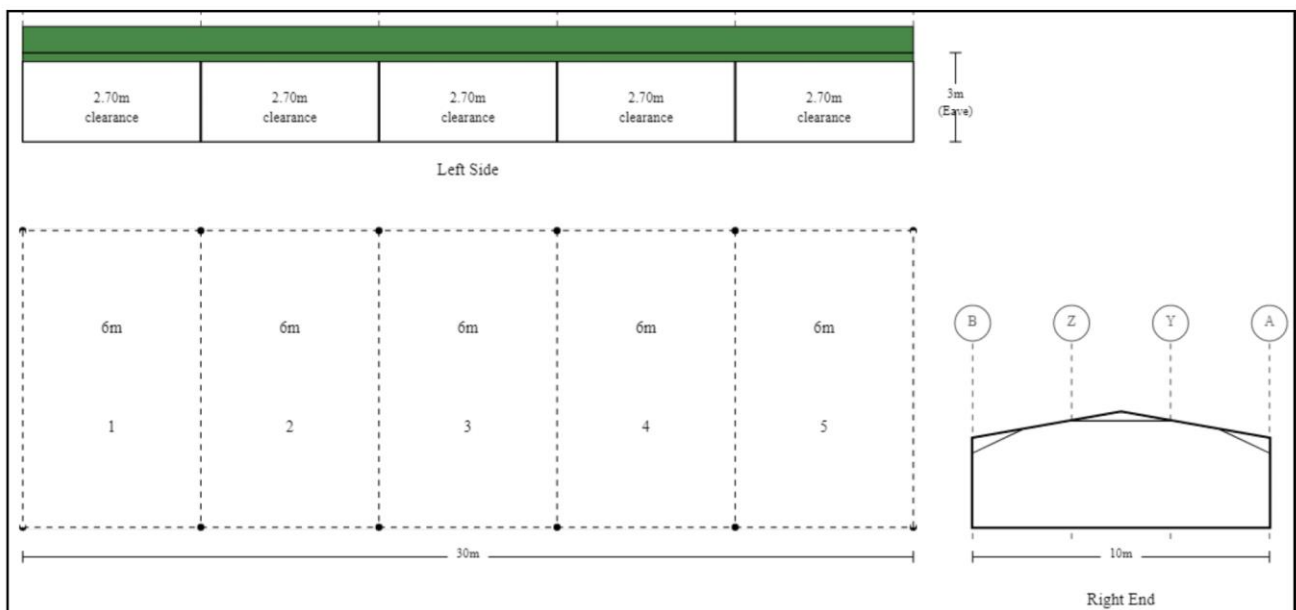 2.70m 2.70m 2.70m 2.70m 2.70m
clearance clearance clearance clearance clearance
3m
(Eave)
Left Side
6m 6m 6m 6m 6m
B Z Y A
1 2 3 4 5
30m
10m
Right End